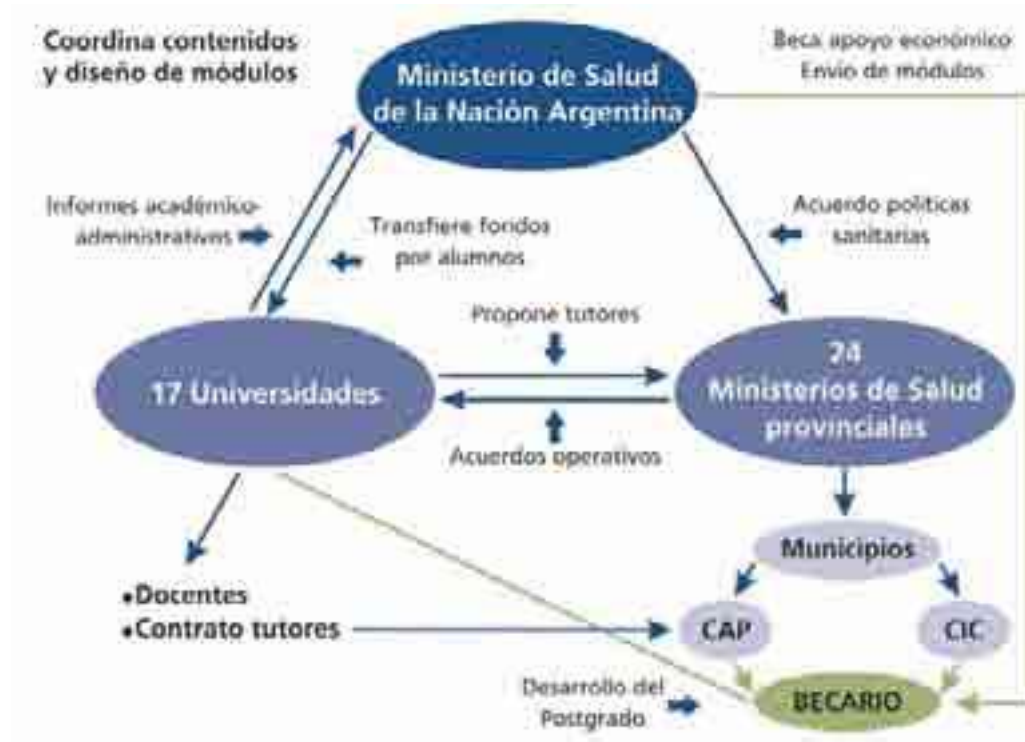 Coordina contenidos
y diseño de módulos
Ministerio de Salud
de la Nación Argentina
Beca apoyo económico
Envío de módulos
Informes académico-
administrativos
Transfiere fondos
por alumnos
Acuerdo políticas
sanitarias
Propone tutores
17 Universidades
24
Ministerios de Salud
provinciales
Acuerdos operativos
Municipios
•Docentes
•Contrato tutores
CAP
CIC
Desarrollo del
Postgrado
BECARIO